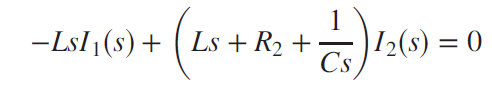 −LsI₁(s) + (Ls + R₂ + 1/Cs) I₂(s) = 0